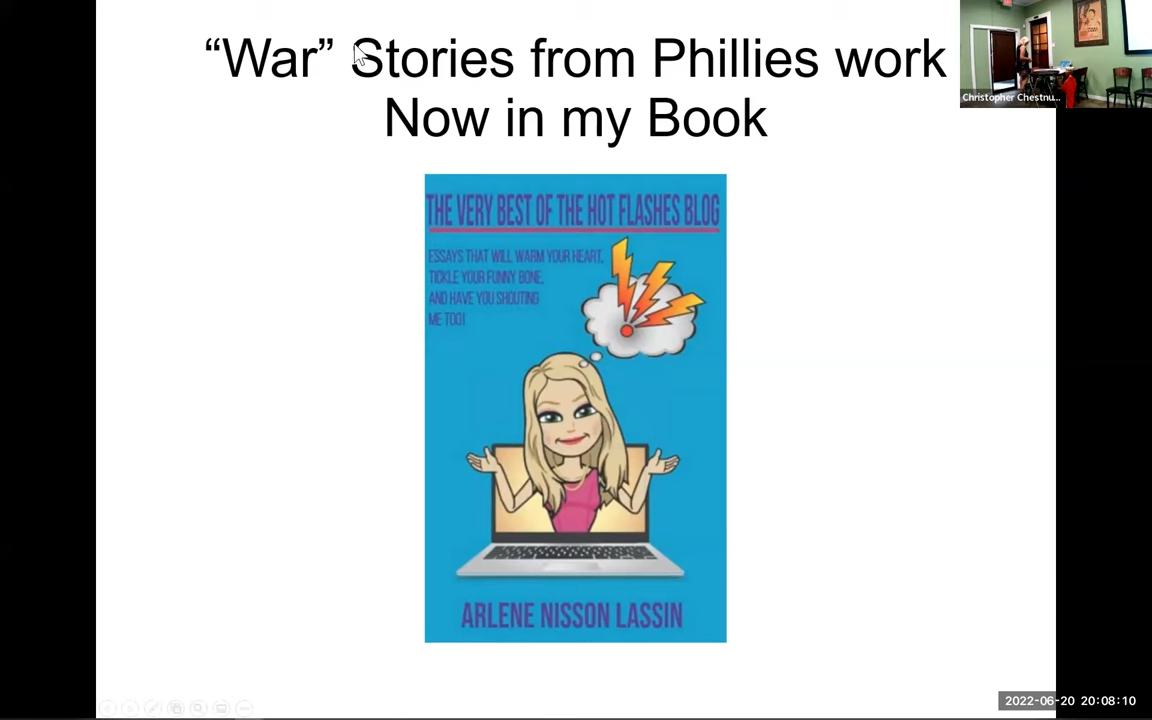 “War” Stories from Phillies work
Now in my Book
Christopher Chestnu...
THE VERY BEST OF THE HOT FLASHES BLOG
ESSAYS THAT WILL WARM YOUR HEART,
TICKLE YOUR FUNNY BONE,
AND HAVE YOU SHOUTING
ME TOO!
ARLENE NISSON LASSIN
2022-06-20 20:08:10